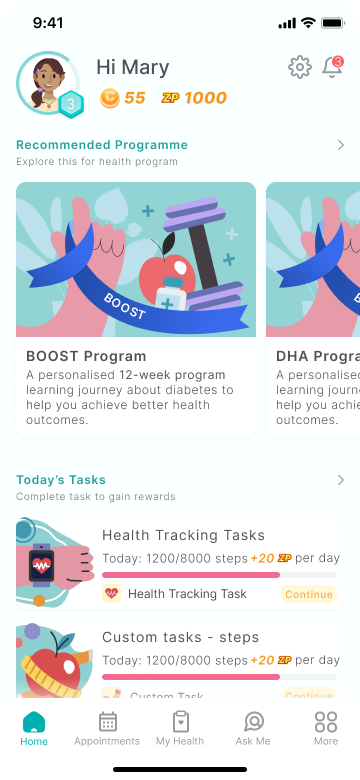 9:41
Hi Mary
3
3
55 ZP 1000
Recommended Programme
Explore this for health program
BOOST
BOOST Program
A personalised 12-week program
learning journey about diabetes to
help you achieve better health
outcomes.
DHA Progra
A personalised
learning journ
help you achie
outcomes.
Today's Tasks
Complete task to gain rewards
Health Tracking Tasks
Today: 1200/8000 steps +20 ZP per day
Health Tracking Task
Continue
Custom tasks - steps
Today: 1200/8000 steps +20 ZP per day
Custom Task
Continue
Home
Appointments
My Health
Ask Me
More